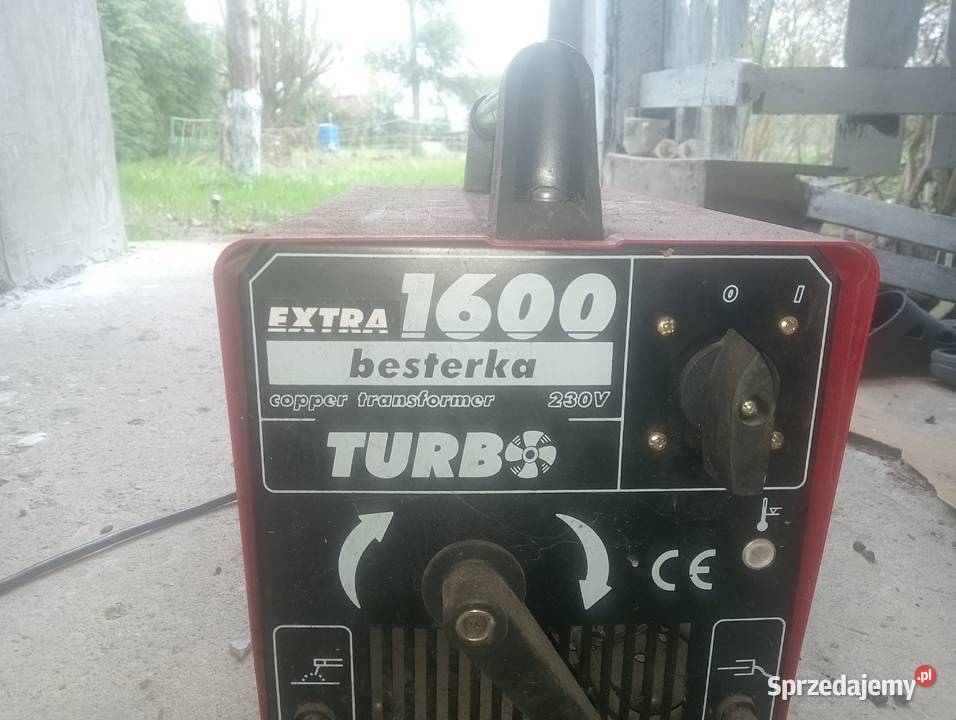 EXTRA 1600
besterka
copper transformer 230V
TURBO
0 I
CE
Sprzedajemy.pl